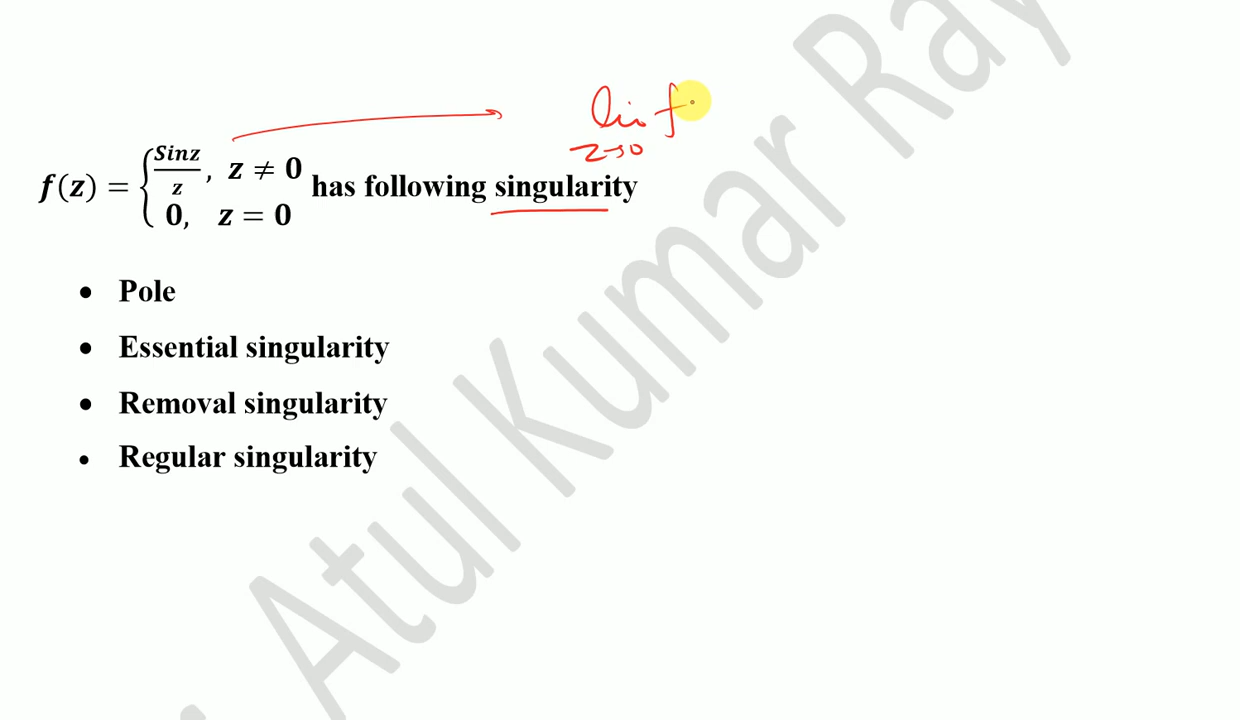 lim f
z→0
f(z) = { Sinz/z, z ≠ 0
0, z = 0 has following singularity
• Pole
• Essential singularity
• Removal singularity
• Regular singularity
Atul Kumar Ray